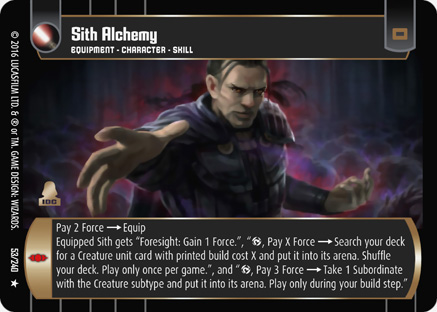 Sith Alchemy
EQUIPMENT - CHARACTER - SKILL
© 2016 LUCASFILM LTD. & ® or TM. GAME DESIGN: WIZARDS.
53/240
IDC
Pay 2 Force → Equip
Equipped Sith gets "Foresight: Gain 1 Force.", " , Pay X Force → Search your deck
for a Creature unit card with printed build cost X and put it into its arena. Shuffle
your deck. Play only once per game.", and " , Pay 3 Force → Take 1 Subordinate
with the Creature subtype and put it into its arena. Play only during your build step."